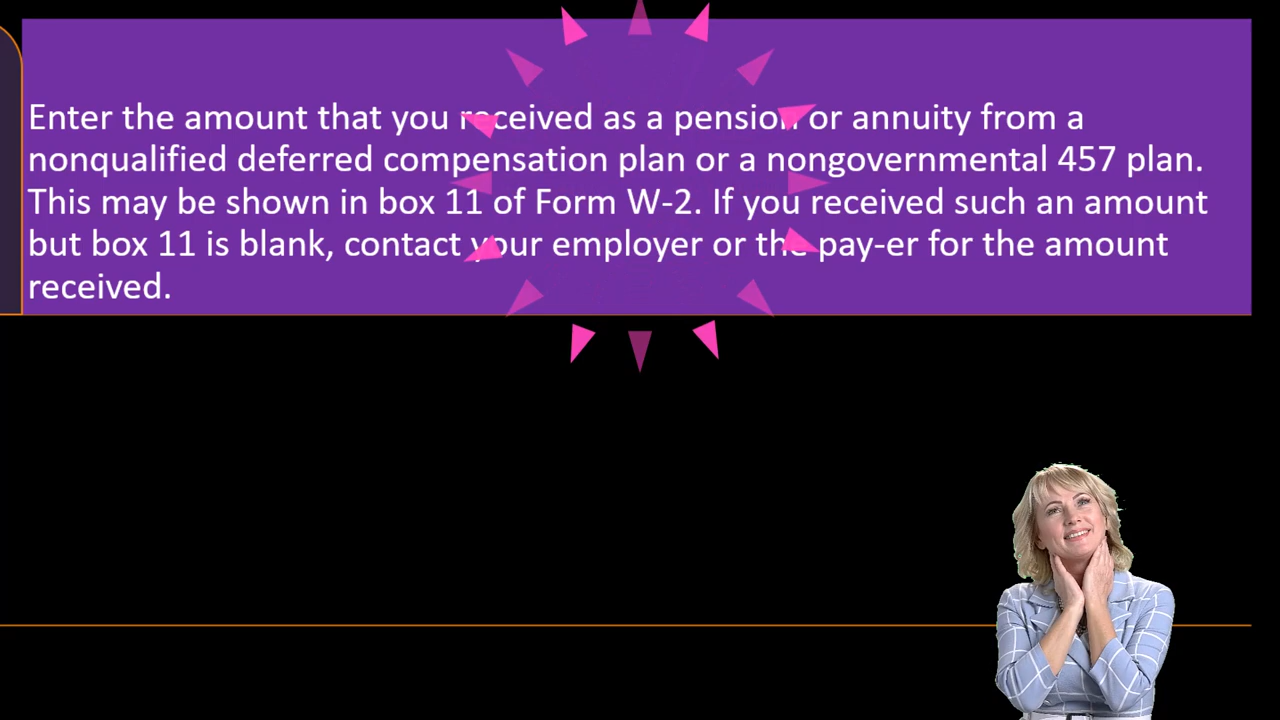 Enter the amount that you received as a pension or annuity from a
nonqualified deferred compensation plan or a nongovernmental 457 plan.
This may be shown in box 11 of Form W-2. If you received such an amount
but box 11 is blank, contact your employer or the pay-er for the amount
received.